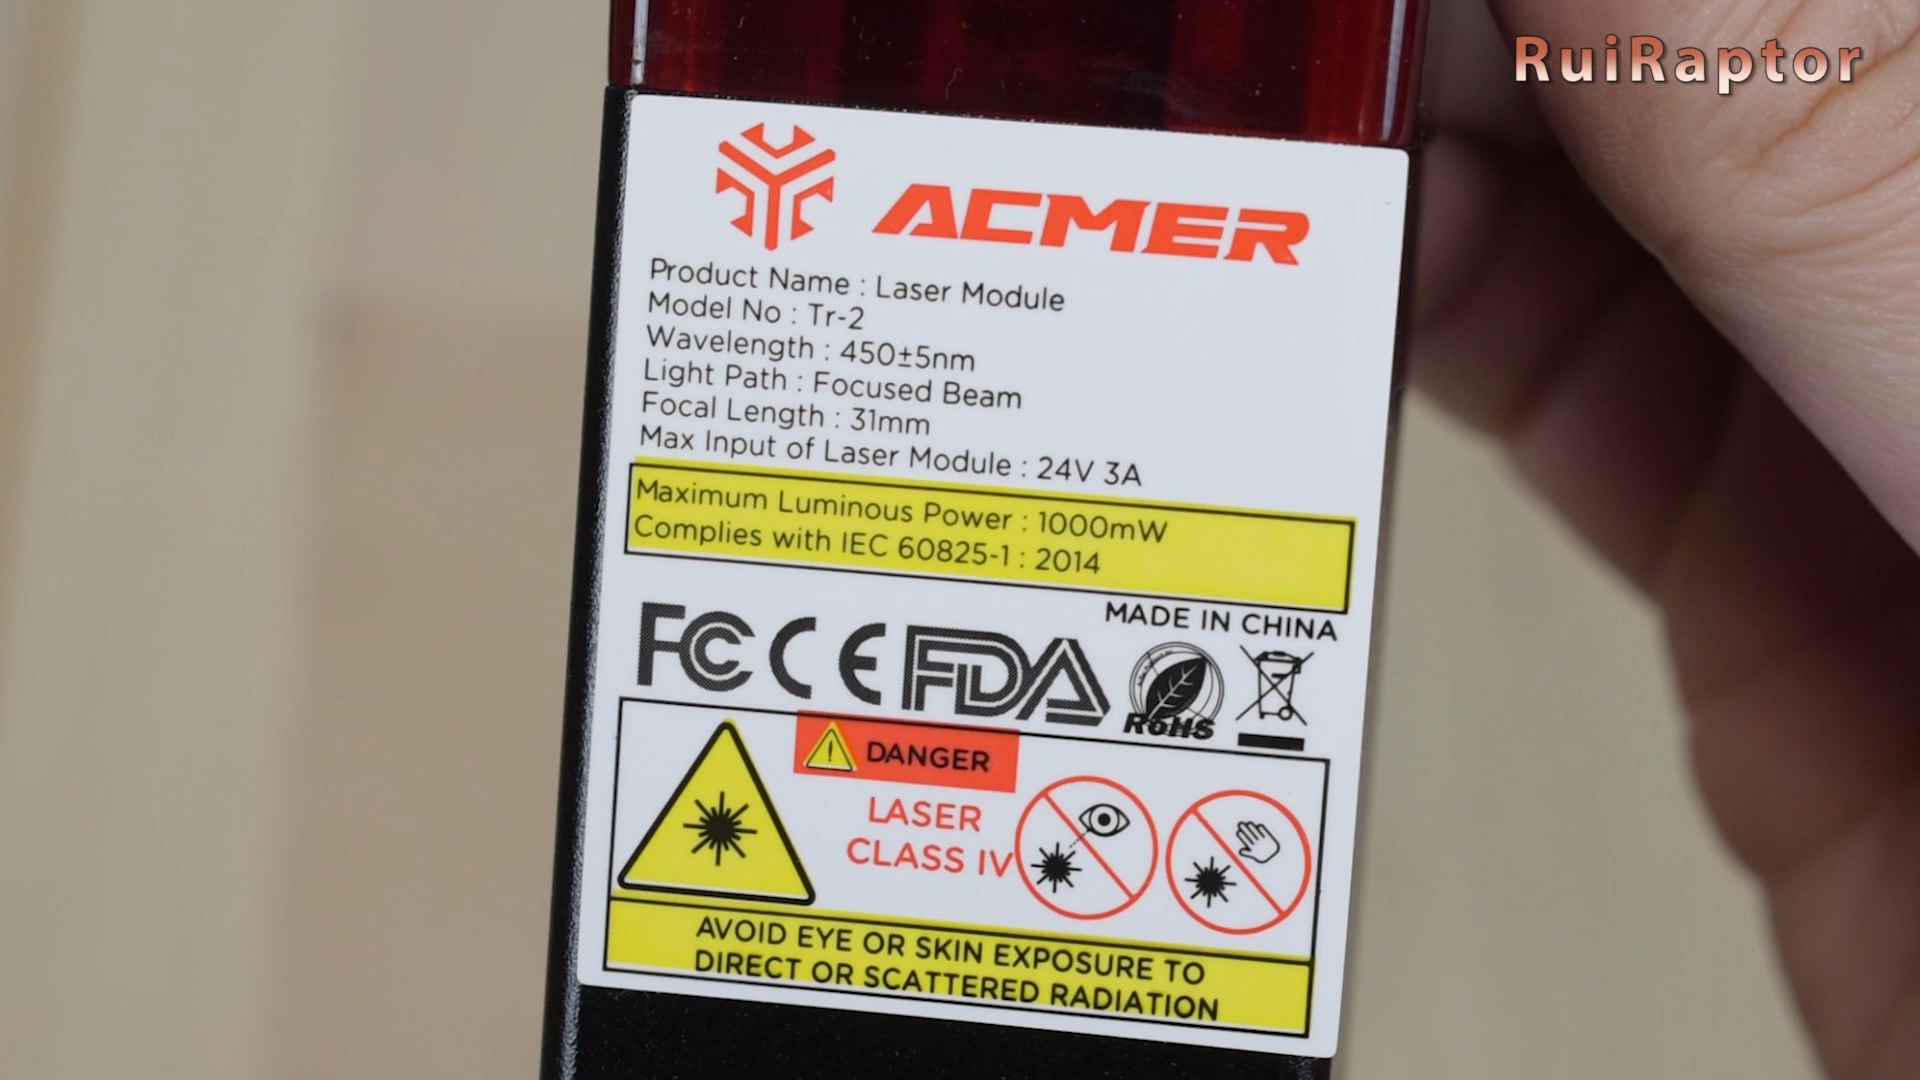 RuiRaptor
ACMER
Product Name : Laser Module
Model No : Tr-2
Wavelength : 450±5nm
Light Path : Focused Beam
Focal Length : 31mm
Max Input of Laser Module : 24V 3A
Maximum Luminous Power : 1000mW
Complies with IEC 60825-1 : 2014
MADE IN CHINA
FC CE FDA RoHS
DANGER
LASER
CLASS IV
AVOID EYE OR SKIN EXPOSURE TO
DIRECT OR SCATTERED RADIATION